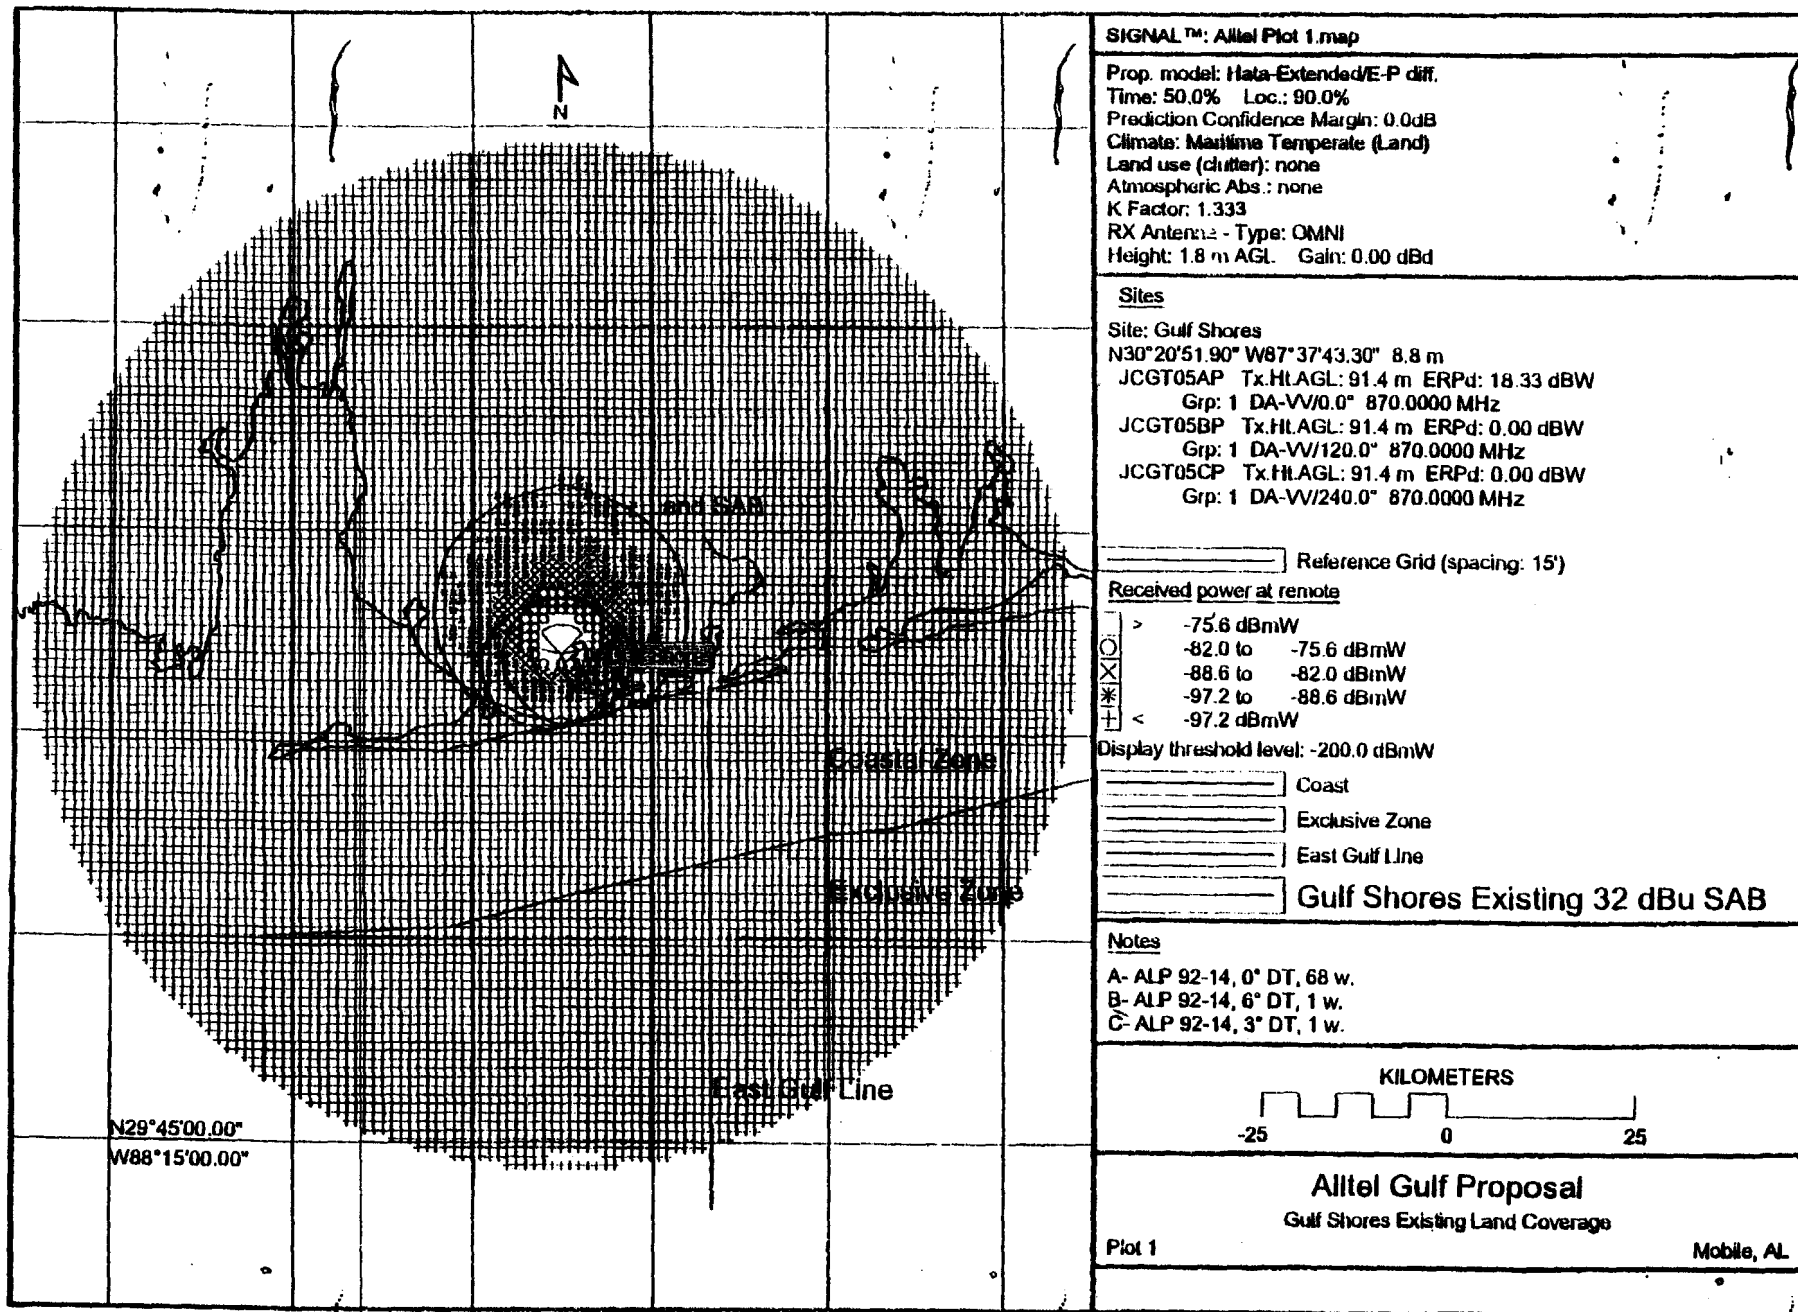 N
and SAB
Coastal Zone
Exclusive Zone
East Gulf Line
N29°45'00.00"
W88°15'00.00"
SIGNAL™: Alltel Plot 1.map
Prop. model: Hata-Extended/E-P diff.
Time: 50.0% Loc.: 90.0%
Prediction Confidence Margin: 0.0dB
Climate: Maritime Temperate (Land)
Land use (clutter): none
Atmospheric Abs.: none
K Factor: 1.333
RX Antenna - Type: OMNI
Height: 1.8 m AGL. Gain: 0.00 dBd
Sites
Site: Gulf Shores
N30°20'51.90" W87°37'43.30" 8.8 m
JCGT05AP Tx.Ht.AGL: 91.4 m ERPd: 18.33 dBW
Grp: 1 DA-VV/0.0° 870.0000 MHz
JCGT05BP Tx.Ht.AGL: 91.4 m ERPd: 0.00 dBW
Grp: 1 DA-VV/120.0° 870.0000 MHz
JCGT05CP Tx.Ht.AGL: 91.4 m ERPd: 0.00 dBW
Grp: 1 DA-VV/240.0° 870.0000 MHz
Reference Grid (spacing: 15')
Received power at remote
> -75.6 dBmW
-82.0 to -75.6 dBmW
-88.6 to -82.0 dBmW
-97.2 to -88.6 dBmW
< -97.2 dBmW
Display threshold level: -200.0 dBmW
Coast
Exclusive Zone
East Gulf Line
Gulf Shores Existing 32 dBu SAB
Notes
A- ALP 92-14, 0° DT, 68 w.
B- ALP 92-14, 6° DT, 1 w.
C- ALP 92-14, 3° DT, 1 w.
KILOMETERS
-25 0 25
Alltel Gulf Proposal
Gulf Shores Existing Land Coverage
Plot 1 Mobile, AL